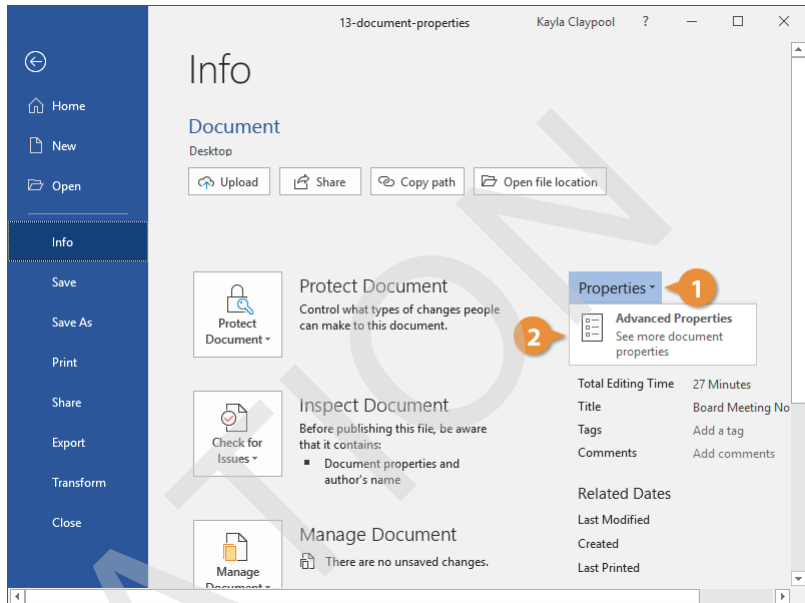 13-document-properties
Kayla Claypool
?
Info
Home
New
Open
Info
Save
Save As
Print
Share
Export
Transform
Close
Document
Desktop
Upload
Share
Copy path
Open file location
Protect
Document
Protect Document
Control what types of changes people
can make to this document.
Properties
1
2
Advanced Properties
See more document
properties
Total Editing Time 27 Minutes
Title Board Meeting No
Tags Add a tag
Comments Add comments
Check for
Issues
Inspect Document
Before publishing this file, be aware
that it contains:
Document properties and
author's name
Related Dates
Last Modified
Created
Last Printed
Manage
Document
Manage Document
There are no unsaved changes.
ATION